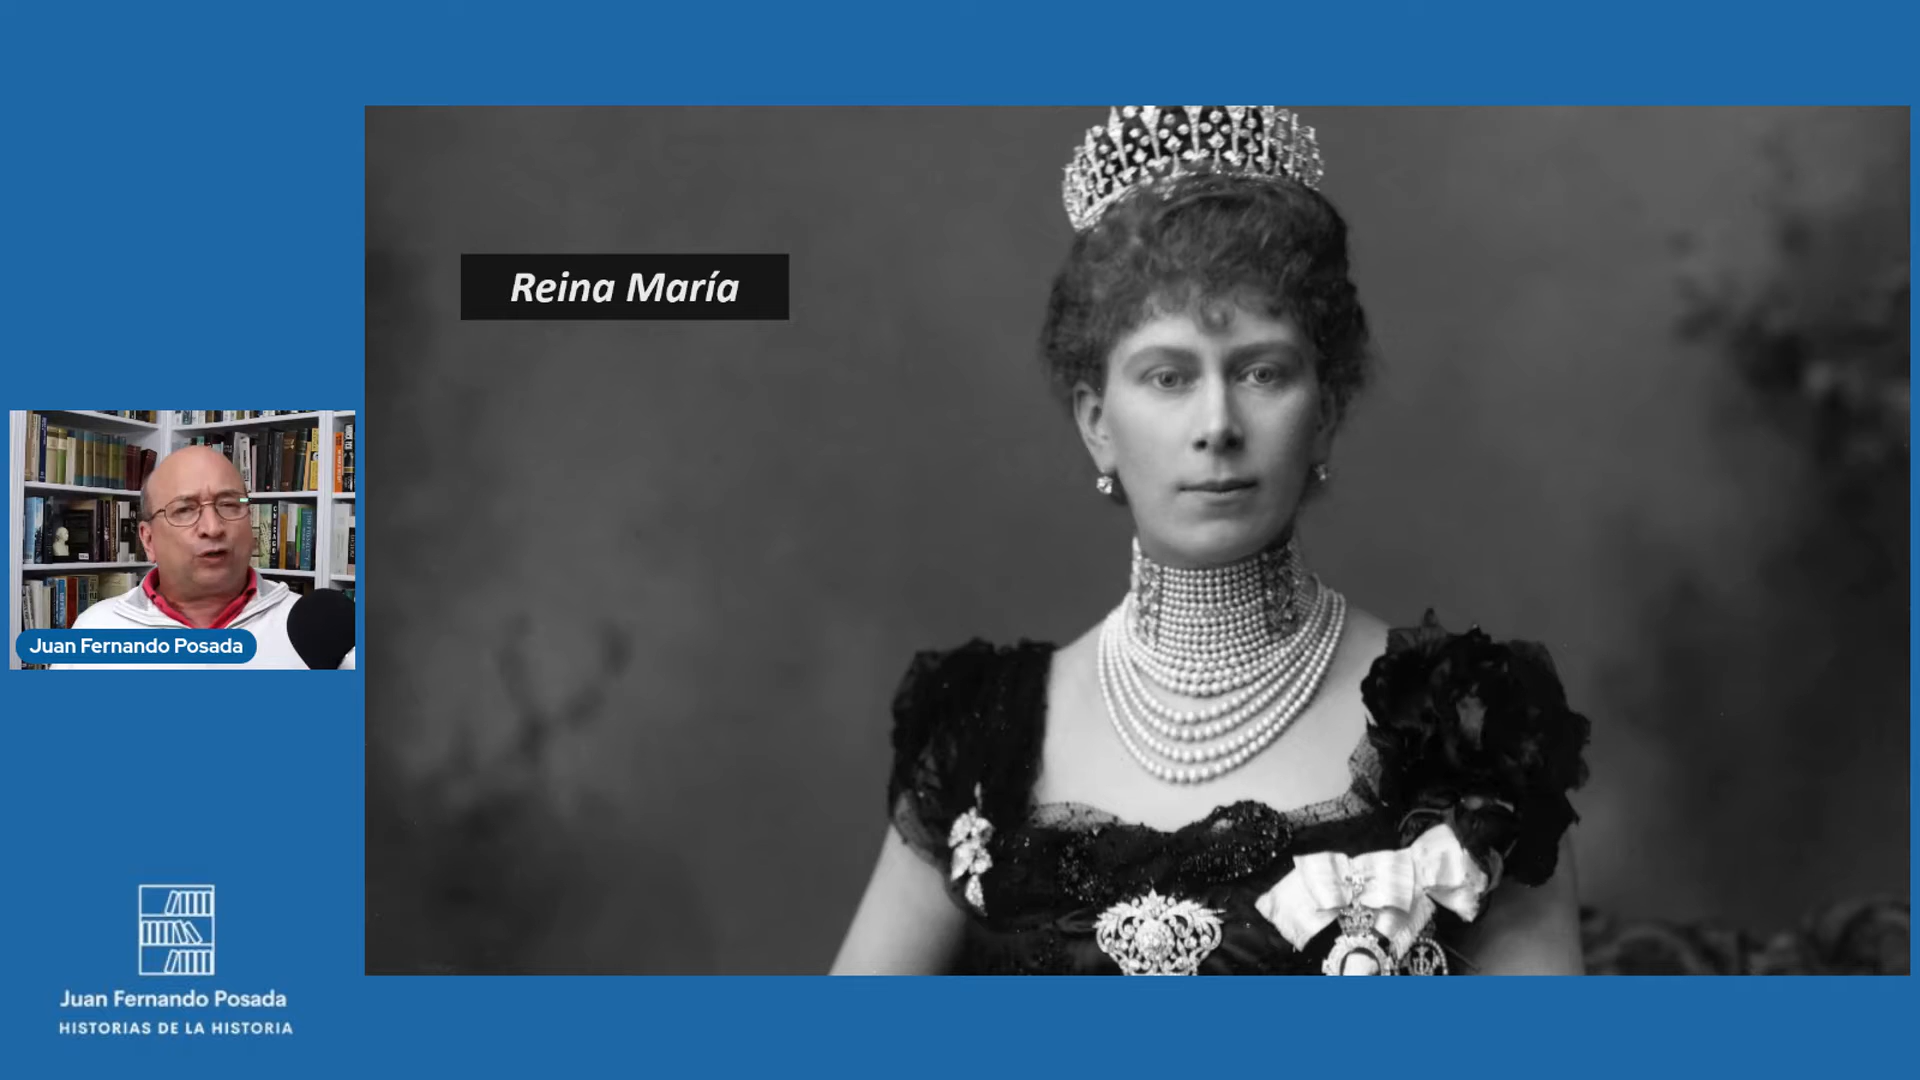 Reina María
Juan Fernando Posada
Juan Fernando Posada
HISTORIAS DE LA HISTORIA